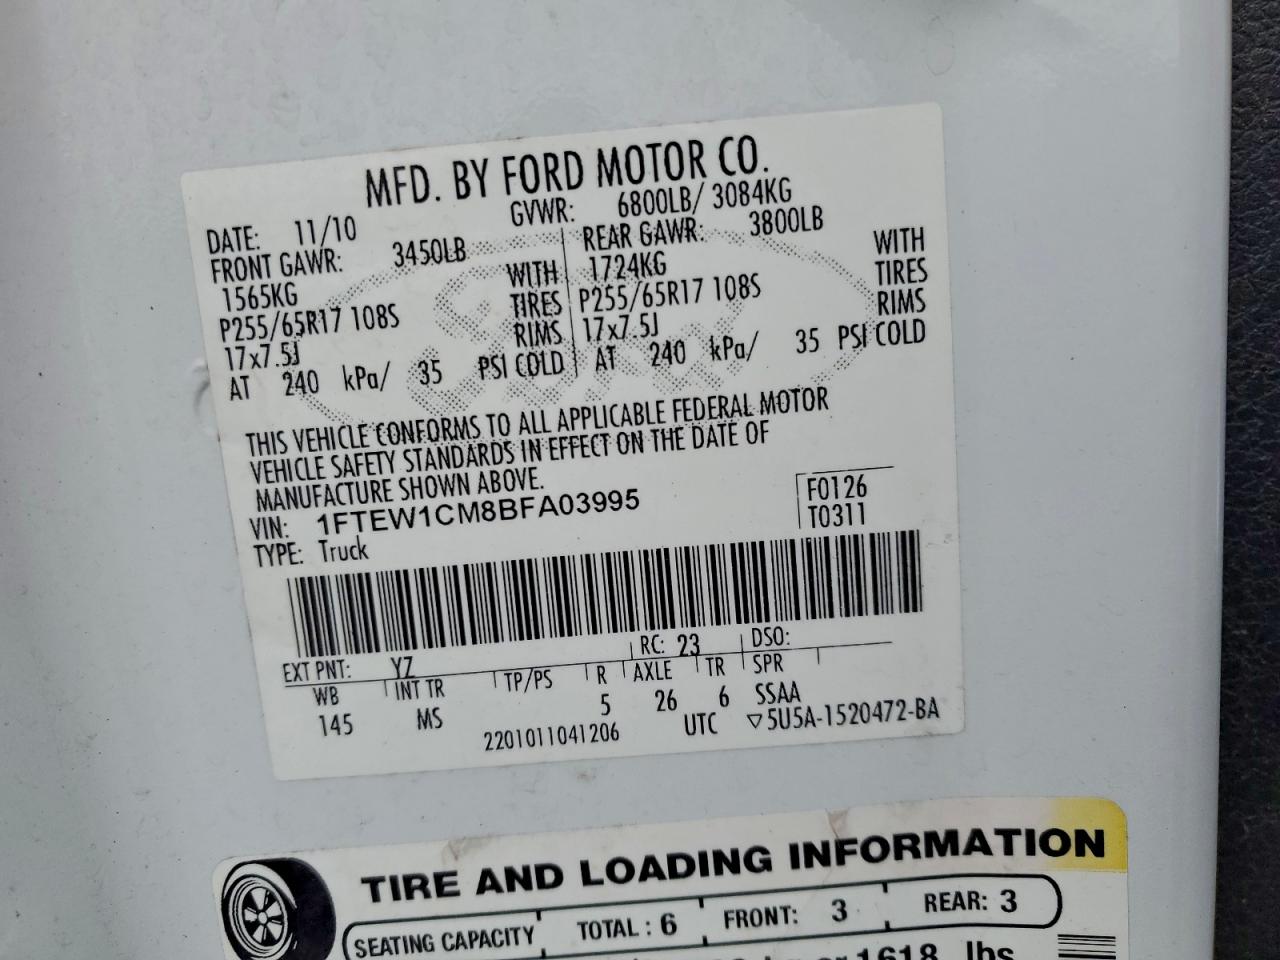 MFD. BY FORD MOTOR CO.
DATE: 11/10 GVWR: 6800LB/ 3084KG
FRONT GAWR: 3450LB REAR GAWR: 3800LB
1565KG WITH 1724KG WITH
P255/65R17 108S TIRES P255/65R17 108S TIRES
17x7.5J RIMS 17x7.5J RIMS
AT 240 kPa/ 35 PSI COLD AT 240 kPa/ 35 PSI COLD
THIS VEHICLE CONFORMS TO ALL APPLICABLE FEDERAL MOTOR
VEHICLE SAFETY STANDARDS IN EFFECT ON THE DATE OF
MANUFACTURE SHOWN ABOVE.
VIN: 1FTEW1CM8BFA03995 F0126
TYPE: Truck T0311
EXT PNT: YZ RC: 23 DSO:
WB INT TR TP/PS R AXLE TR SPR
145 MS 5 26 6 SSAA
2201011041206 UTC ▽5U5A-1520472-BA
TIRE AND LOADING INFORMATION
SEATING CAPACITY TOTAL: 6 FRONT: 3 REAR: 3
or 1618 lbs